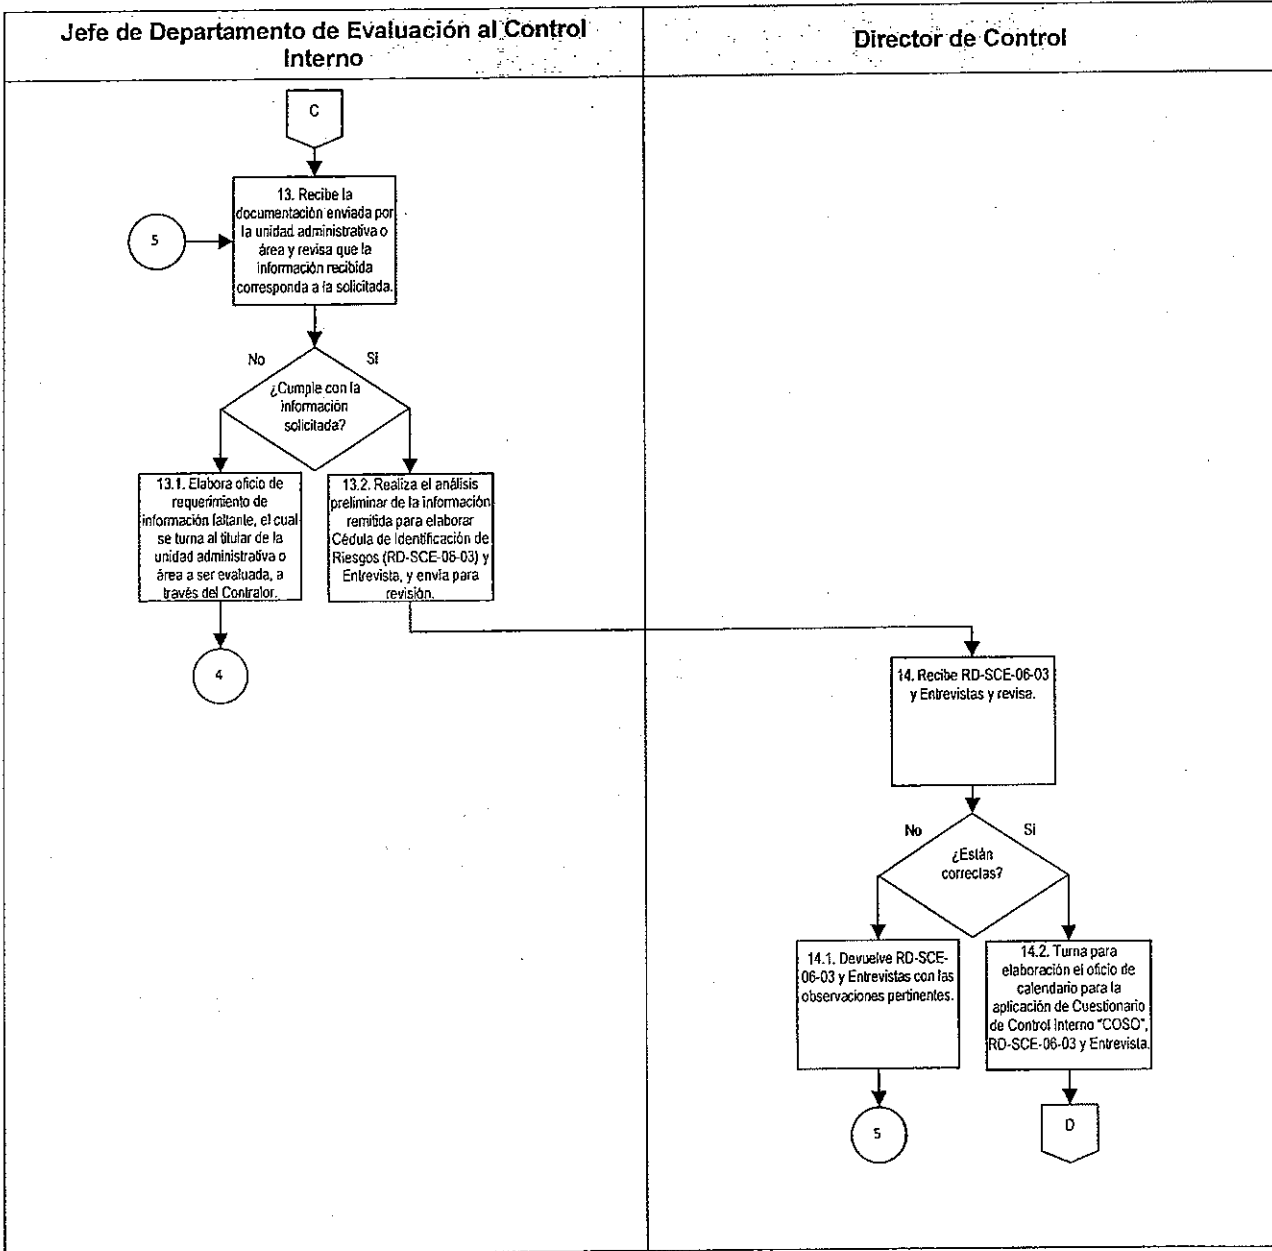 Jefe de Departamento de Evaluación al Control
Interno
Director de Control
C
13. Recibe la
documentación enviada por
la unidad administrativa o
área y revisa que la
información recibida
corresponda a la solicitada.
5
No
Si
¿Cumple con la
información
solicitada?
13.1. Elabora oficio de
requerimiento de
información faltante, el cual
se turna al titular de la
unidad administrativa o
área a ser evaluada, a
través del Contralor.
13.2. Realiza el análisis
preliminar de la información
remitida para elaborar
Cédula de Identificación de
Riesgos (RD-SCE-06-03) y
Entrevista, y envía para
revisión.
4
14. Recibe RD-SCE-06-03
y Entrevistas y revisa.
No
Si
¿Están
correctas?
14.1. Devuelve RD-SCE-
06-03 y Entrevistas con las
observaciones pertinentes.
14.2. Turna para
elaboración el oficio de
calendario para la
aplicación de Cuestionario
de Control Interno "COSO",
RD-SCE-06-03 y Entrevista.
5
D